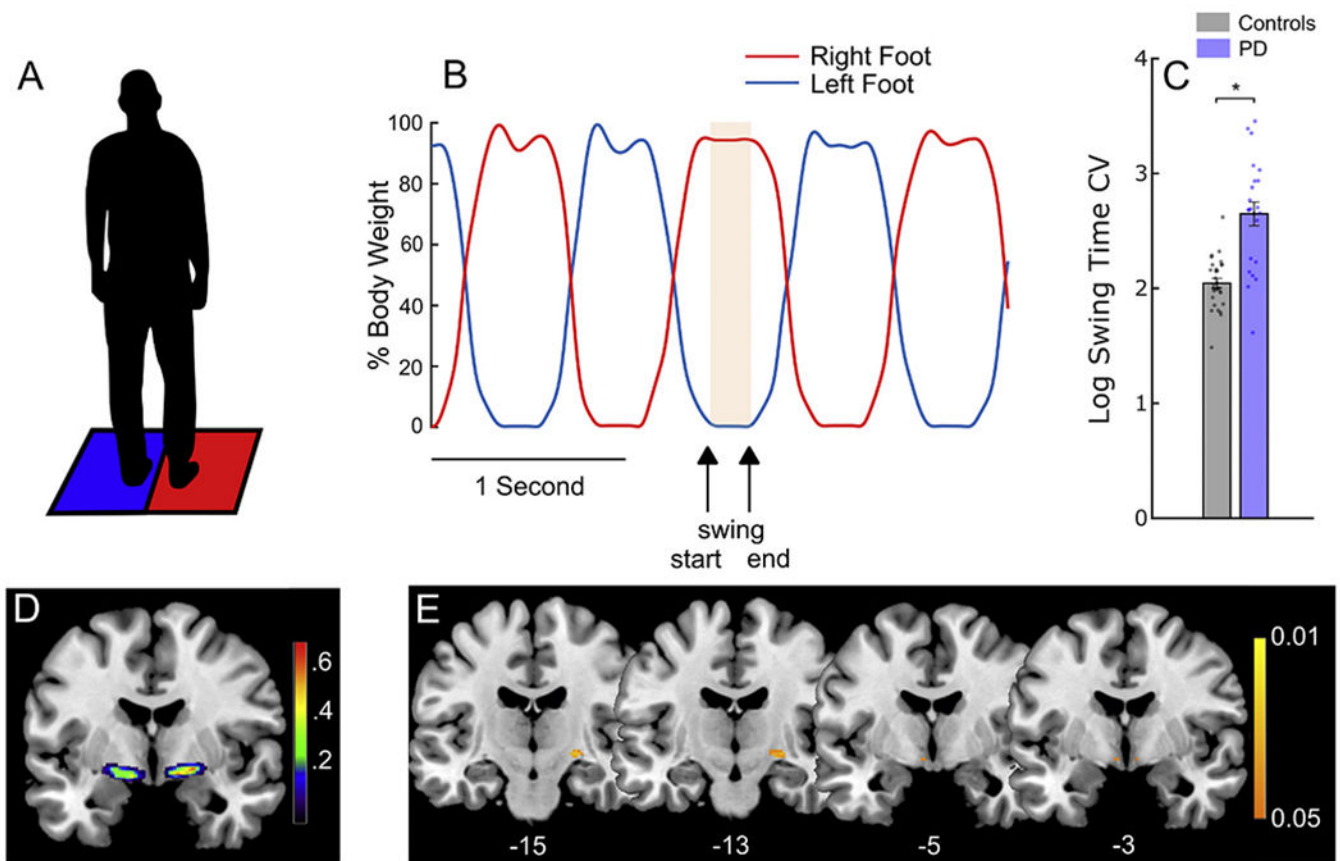 A
B
Right Foot
Left Foot
% Body Weight
100
80
60
40
20
0
1 Second
swing
start end
Controls
PD
C
*
Log Swing Time CV
4
3
2
1
0
D
.6
.4
.2
E
-15
-13
-5
-3
0.01
0.05